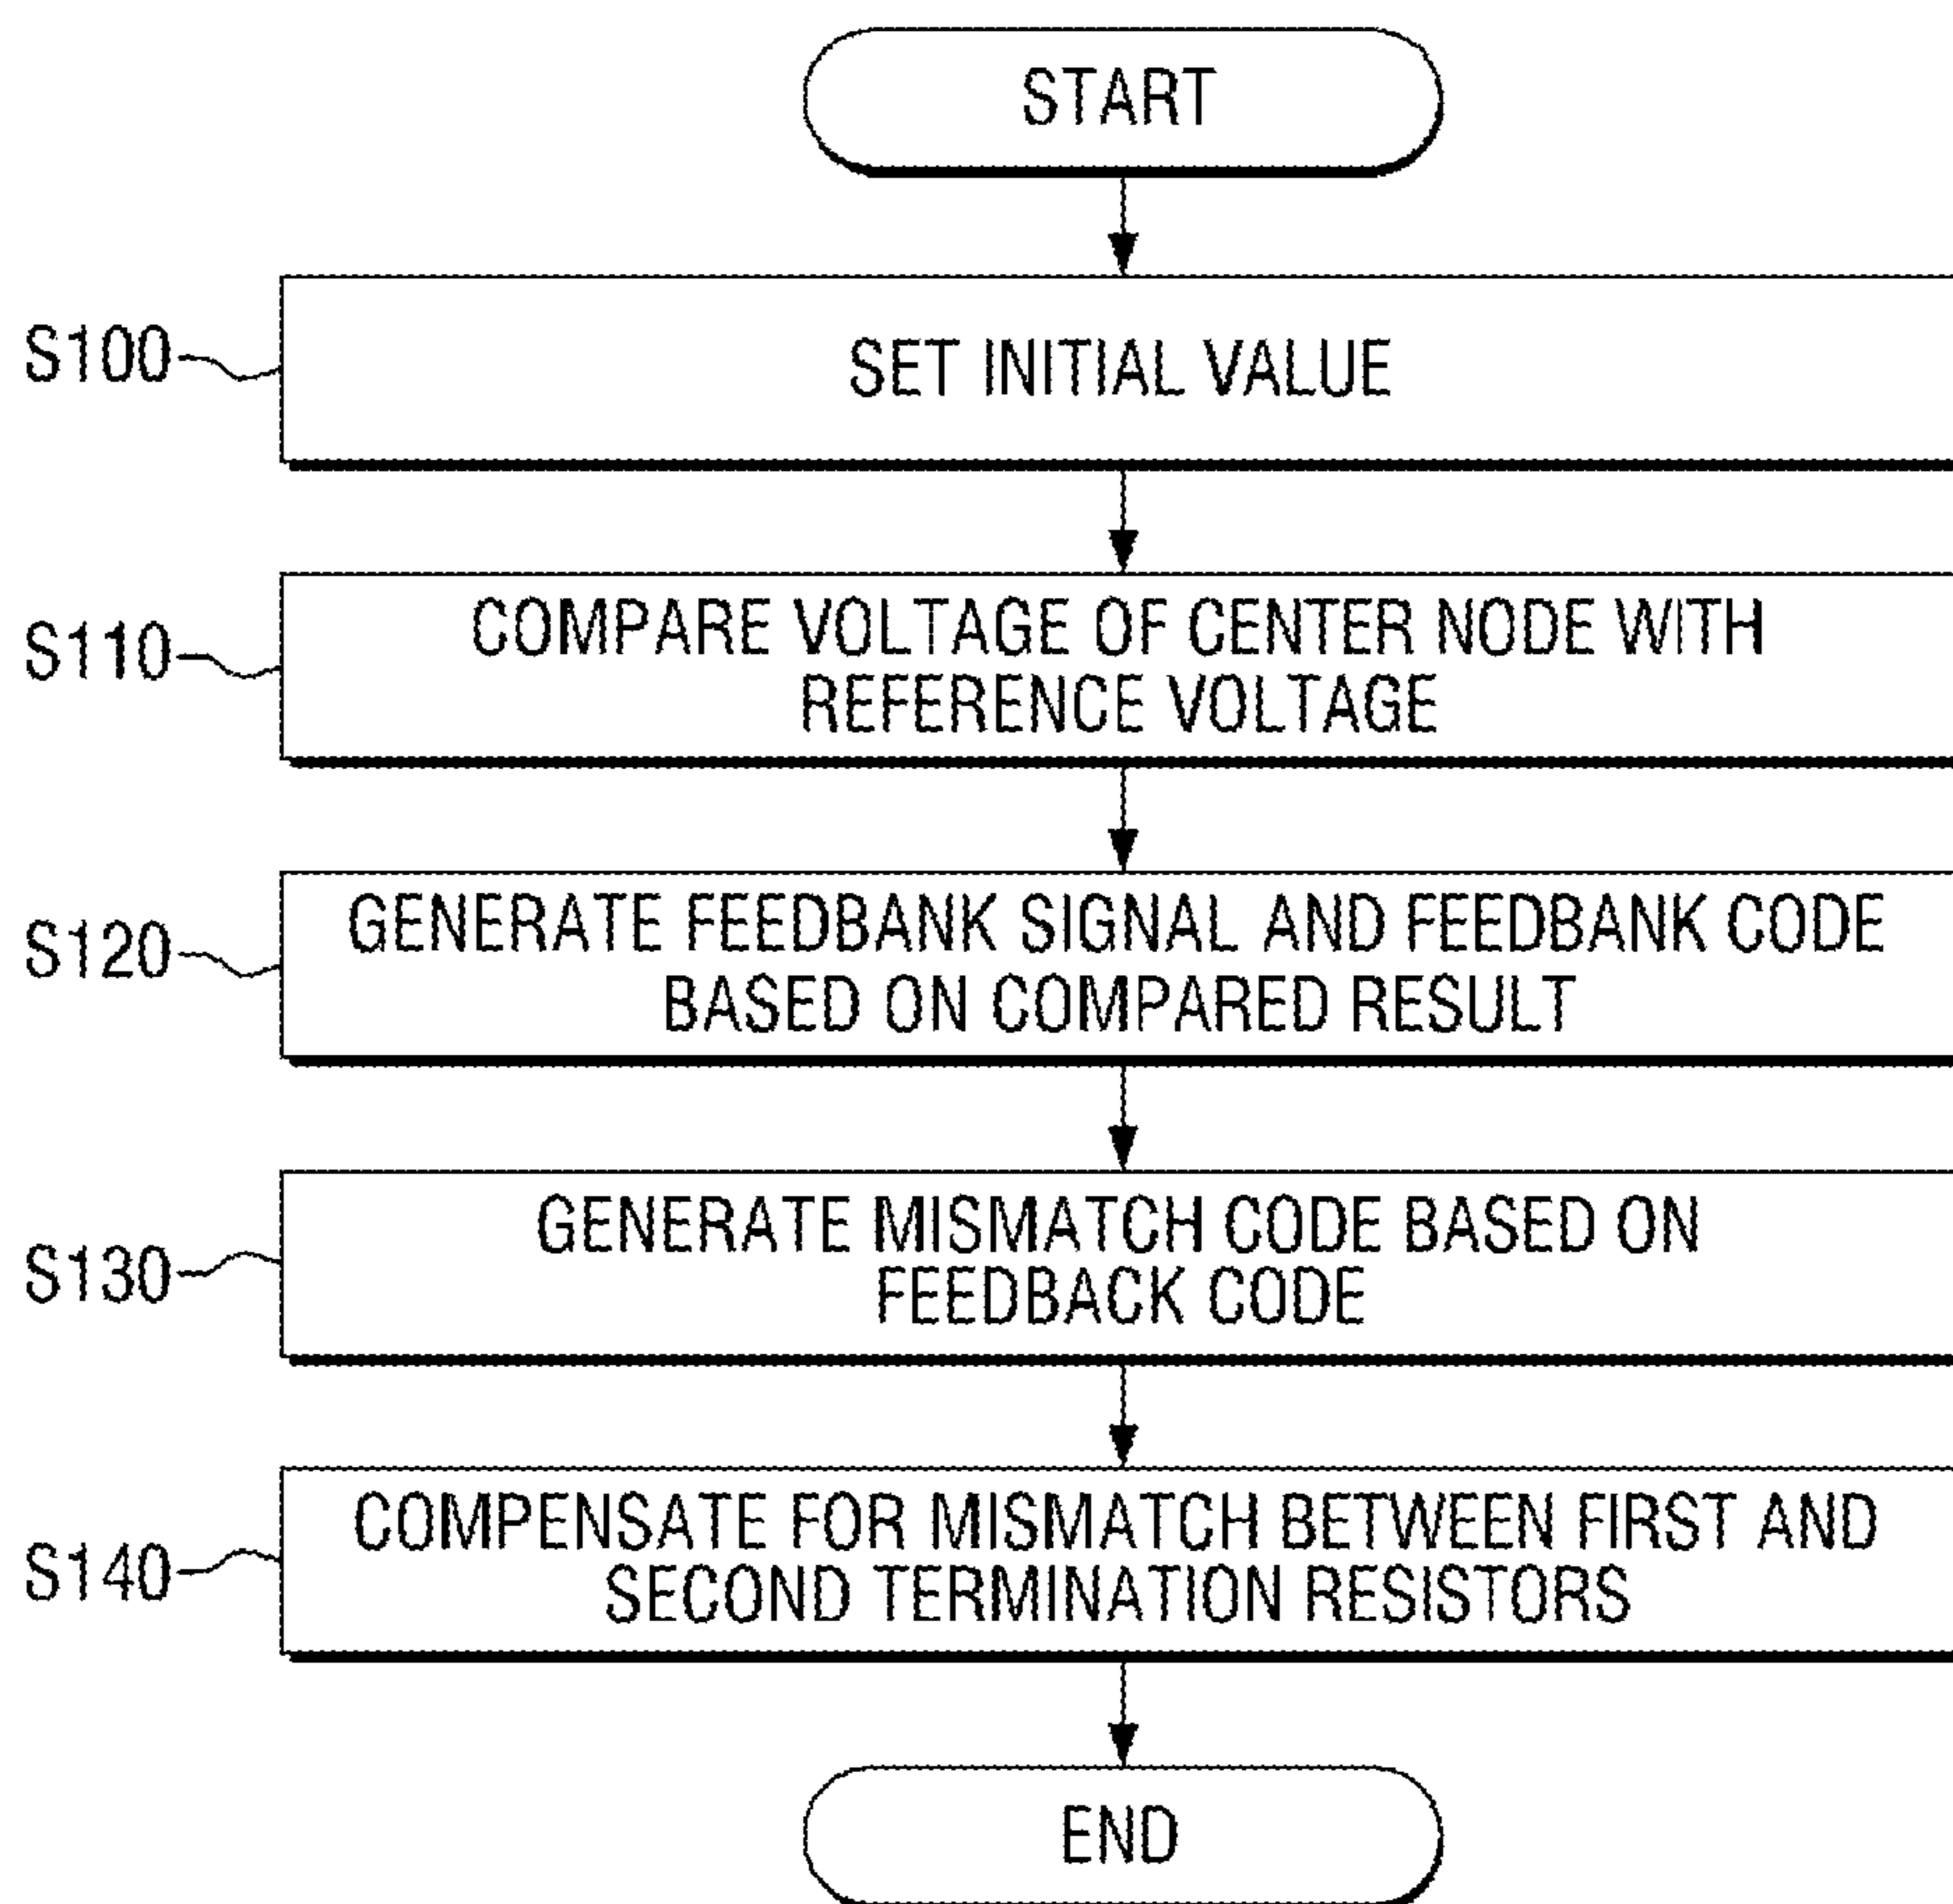 START
S100
SET INITIAL VALUE
S110
COMPARE VOLTAGE OF CENTER NODE WITH
REFERENCE VOLTAGE
S120
GENERATE FEEDBANK SIGNAL AND FEEDBANK CODE
BASED ON COMPARED RESULT
S130
GENERATE MISMATCH CODE BASED ON
FEEDBACK CODE
S140
COMPENSATE FOR MISMATCH BETWEEN FIRST AND
SECOND TERMINATION RESISTORS
END